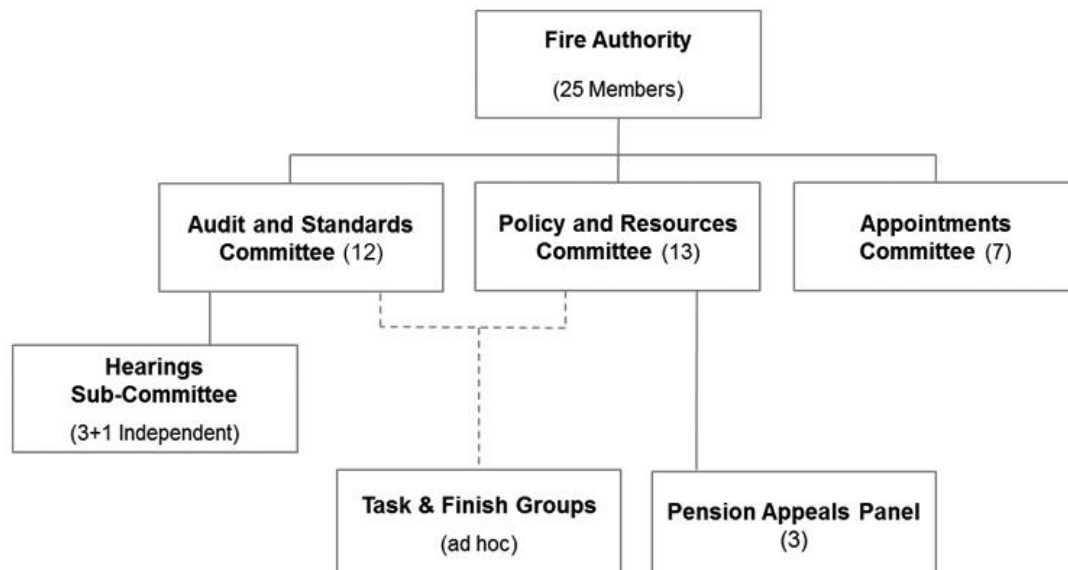 Fire Authority
(25 Members)
Audit and Standards
Committee (12)
Policy and Resources
Committee (13)
Appointments
Committee (7)
Hearings
Sub-Committee
(3+1 Independent)
Task & Finish Groups
(ad hoc)
Pension Appeals Panel
(3)